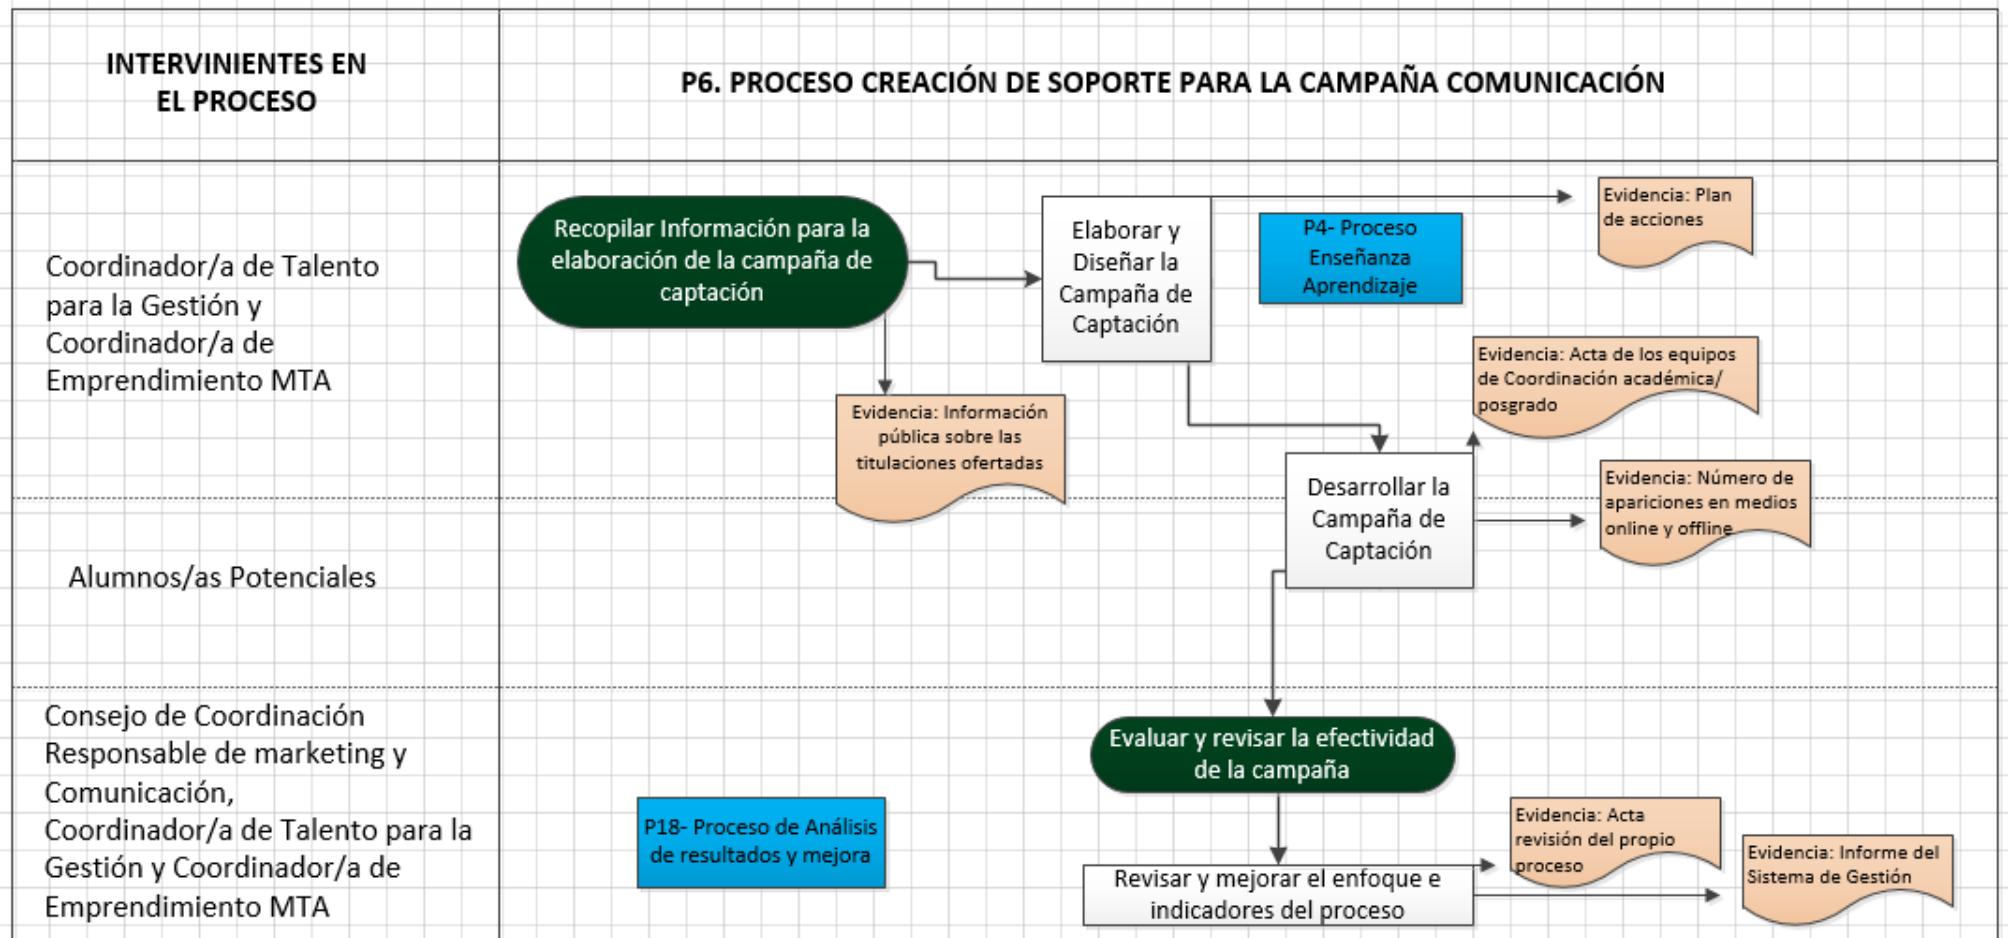 INTERVINIENTES EN
EL PROCESO
P6. PROCESO CREACIÓN DE SOPORTE PARA LA CAMPAÑA COMUNICACIÓN
Coordinador/a de Talento
para la Gestión y
Coordinador/a de
Emprendimiento MTA
Recopilar Información para la
elaboración de la campaña de
captación
Elaborar y
Diseñar la
Campaña de
Captación
P4- Proceso
Enseñanza
Aprendizaje
Evidencia: Plan
de acciones
Evidencia: Información
pública sobre las
titulaciones ofertadas
Evidencia: Acta de los equipos
de Coordinación académica/
posgrado
Desarrollar la
Campaña de
Captación
Evidencia: Número de
apariciones en medios
online y offline
Alumnos/as Potenciales
Consejo de Coordinación
Responsable de marketing y
Comunicación,
Coordinador/a de Talento para la
Gestión y Coordinador/a de
Emprendimiento MTA
P18- Proceso de Análisis
de resultados y mejora
Evaluar y revisar la efectividad
de la campaña
Revisar y mejorar el enfoque e
indicadores del proceso
Evidencia: Acta
revisión del propio
proceso
Evidencia: Informe del
Sistema de Gestión